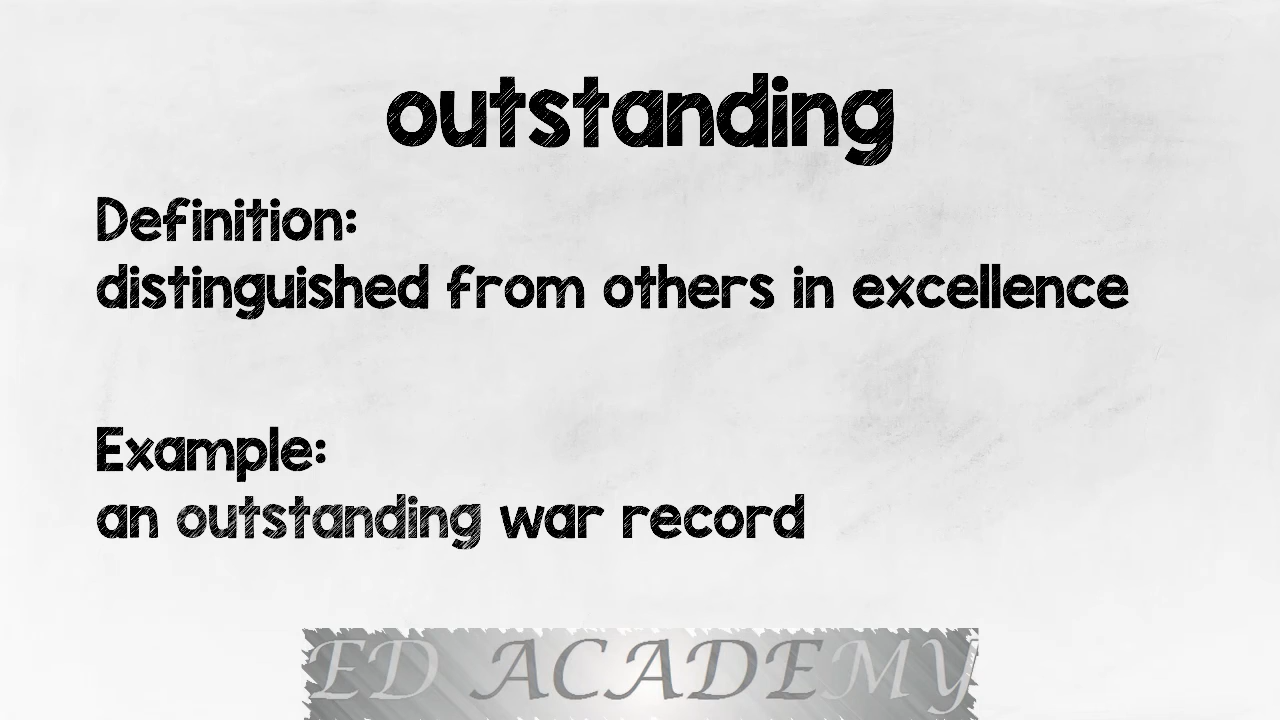 outstanding
Definition:
distinguished from others in excellence
Example:
an outstanding war record
ED ACADEMY